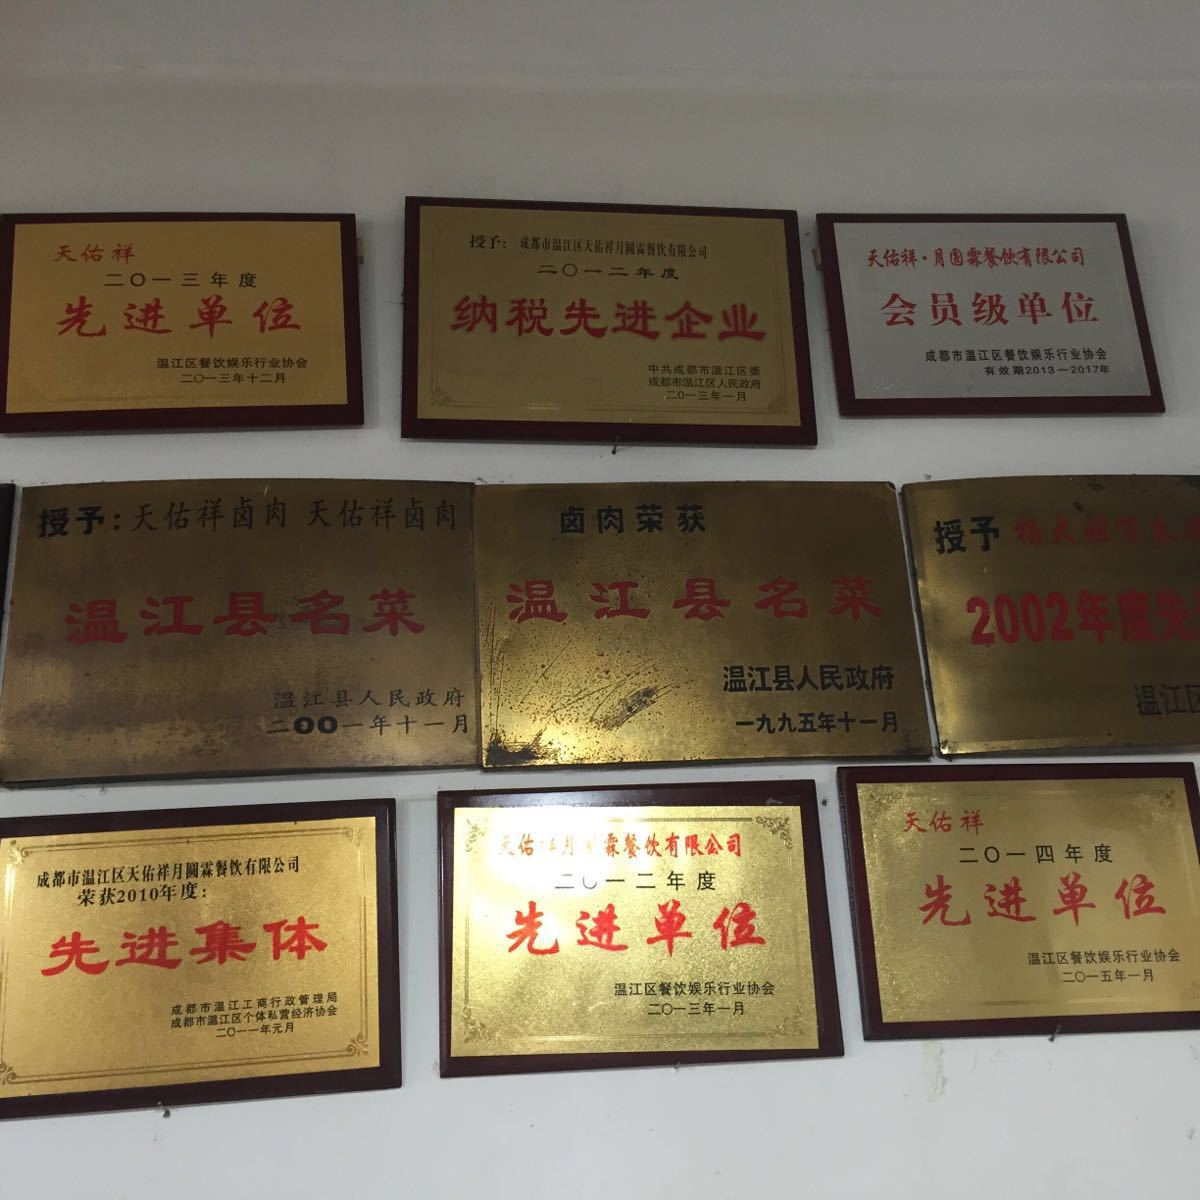 天佑祥
二〇一三年度
先进单位
温江区餐饮娱乐行业协会
二〇一三年十二月
授予：成都市温江区天佑祥月圆霖餐饮有限公司
二〇一二年度
纳税先进企业
中共成都市温江区委
成都市温江区人民政府
二〇一三年一月
天佑祥·月圆霖餐饮有限公司
会员级单位
成都市温江区餐饮娱乐行业协会
有效期2013—2017年
授予：天佑祥卤肉 天佑祥卤肉
温江县名菜
温江县人民政府
二〇〇一年十一月
卤肉荣获
温江县名菜
温江县人民政府
一九九五年十一月
授予
2002年度先
温江区
成都市温江区天佑祥月圆霖餐饮有限公司
荣获2010年度：
先进集体
成都市温江工商行政管理局
成都市温江区个体私营经济协会
二〇一一年元月
天佑祥月圆霖餐饮有限公司
二〇一二年度
先进单位
温江区餐饮娱乐行业协会
二〇一三年一月
天佑祥
二〇一四年度
先进单位
温江区餐饮娱乐行业协会
二〇一五年一月